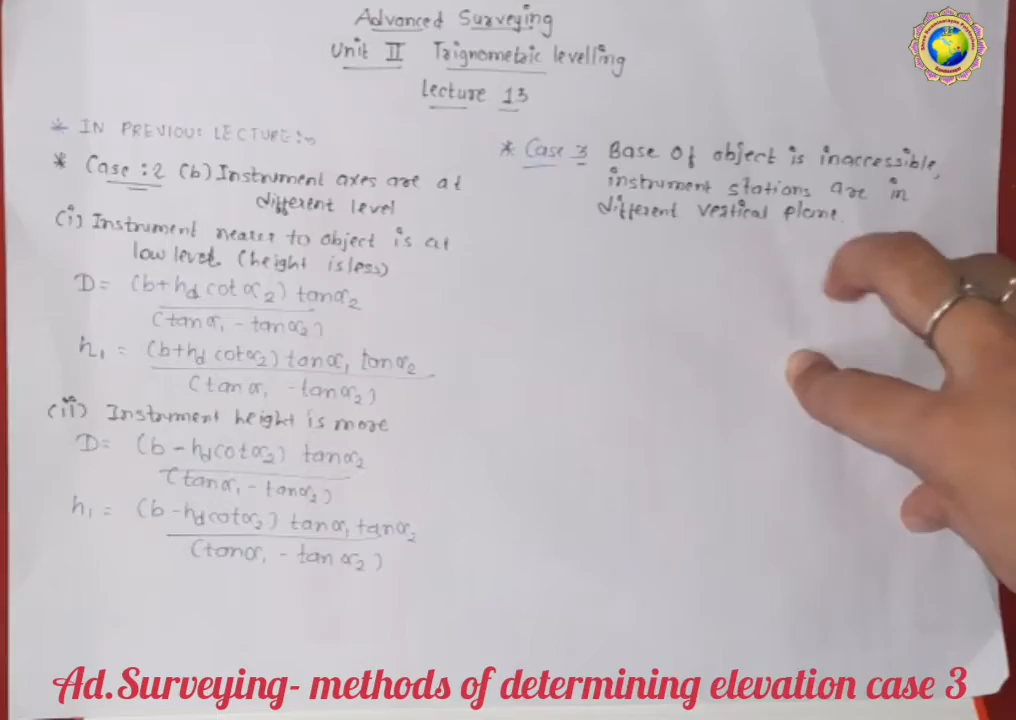 Advanced Surveying
Unit II Trignometric levelling
Lecture 13
* IN PREVIOUS LECTURE:-
* Case:2 (b) Instrument axes are at
different level
(i) Instrument nearer to object is at
low level. (height is less)
D = (b + hd cot α2) tan α2
(tan α1 - tan α2)
h1 = (b + hd cot α2) tan α1 tan α2
(tan α1 - tan α2)
(ii) Instrument height is more
D = (b - hd cot α2) tan α2
(tan α1 - tan α2)
h1 = (b - hd cot α2) tan α1 tan α2
(tan α1 - tan α2)
* Case 3 Base of object is inaccessible,
instrument stations are in
different vertical plane.
Ad.Surveying- methods of determining elevation case 3